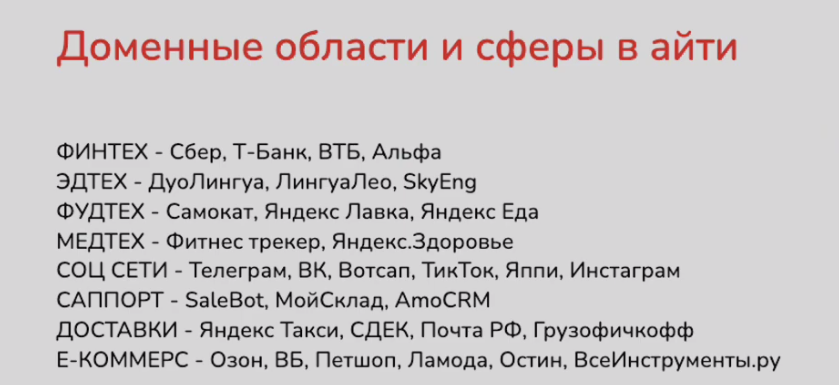 Доменные области и сферы в айти
ФИНТЕХ - Сбер, Т-Банк, ВТБ, Альфа
ЭДТЕХ - ДуоЛингуа, ЛингуаЛео, SkyEng
ФУДТЕХ - Самокат, Яндекс Лавка, Яндекс Еда
МЕДТЕХ - Фитнес трекер, Яндекс.Здоровье
СОЦ СЕТИ - Телеграм, ВК, Вотсап, ТикТок, Яппи, Инстаграм
САППОРТ - SaleBot, МойСклад, AmoCRM
ДОСТАВКИ - Яндекс Такси, СДЕК, Почта РФ, Грузофичкофф
Е-КОММЕРС - Озон, ВБ, Петшоп, Ламода, Остин, ВсеИнструменты.ру